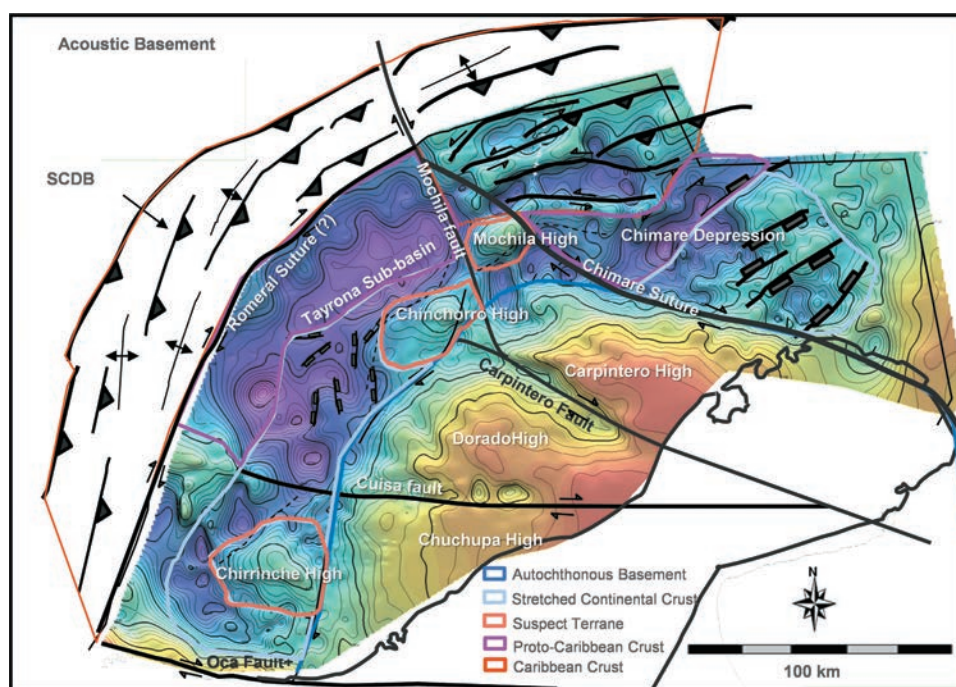 Acoustic Basement
SCDB
Mochila fault
Romeral Suture (?)
Tayrona Sub-basin
Mochila High
Chimare Depression
Chimare Suture
Chinchorro High
Carpintero High
Carpintero Fault
DoradoHigh
Cuisa fault
Chuchupa High
Chirrinche High
Oca Fault+
Autochthonous Basement
Stretched Continental Crust
Suspect Terrane
Proto-Caribbean Crust
Caribbean Crust
N
100 km